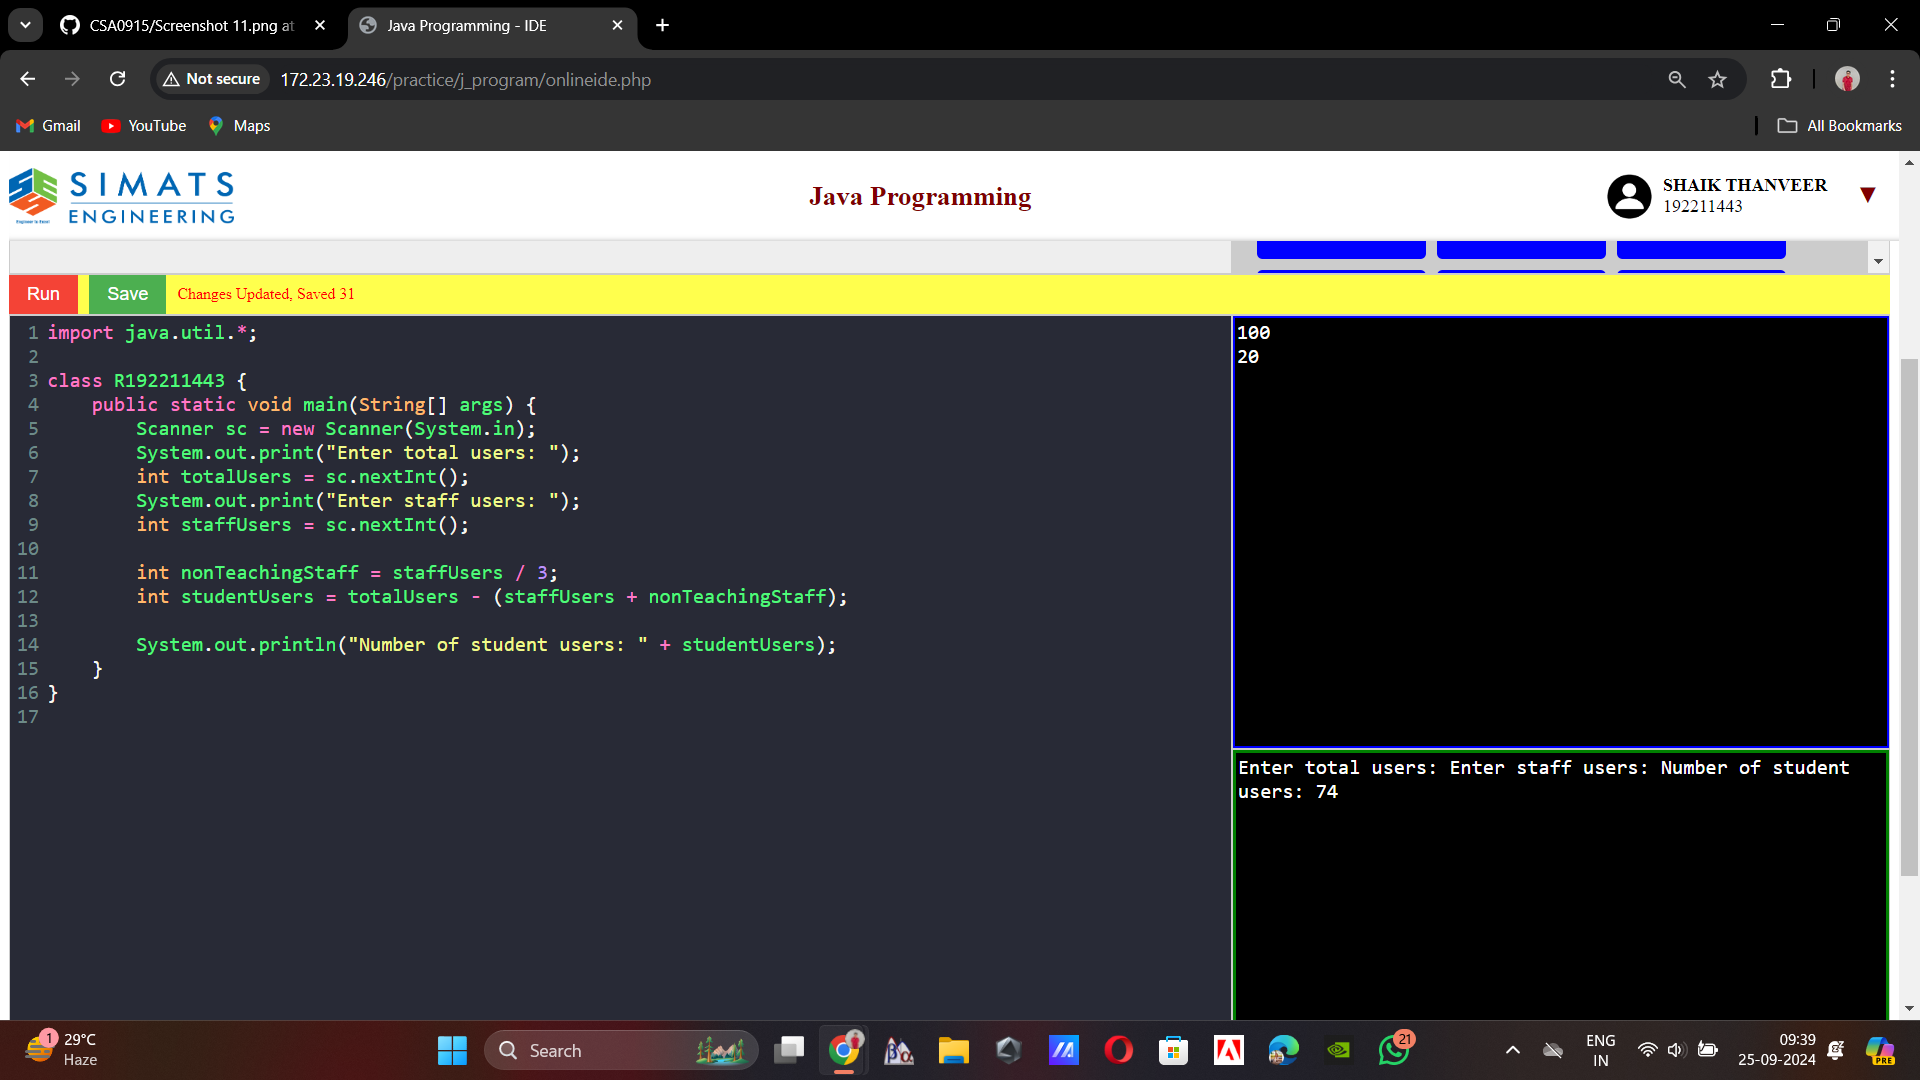 CSA0915/Screenshot 11.png at
Java Programming - IDE
Not secure
172.23.19.246/practice/j_program/onlineide.php
Gmail
YouTube
Maps
All Bookmarks
SIMATS
ENGINEERING
Java Programming
SHAIK THANVEER
192211443
Run
Save
Changes Updated, Saved 31
1 import java.util.*;
2
3 class R192211443 {
4     public static void main(String[] args) {
5         Scanner sc = new Scanner(System.in);
6         System.out.print("Enter total users: ");
7         int totalUsers = sc.nextInt();
8         System.out.print("Enter staff users: ");
9         int staffUsers = sc.nextInt();
10
11         int nonTeachingStaff = staffUsers / 3;
12         int studentUsers = totalUsers - (staffUsers + nonTeachingStaff);
13
14         System.out.println("Number of student users: " + studentUsers);
15     }
16 }
17
100
20
Enter total users: Enter staff users: Number of student
users: 74
1
29°C
Haze
Search
21
ENG
IN
09:39
25-09-2024
PRE